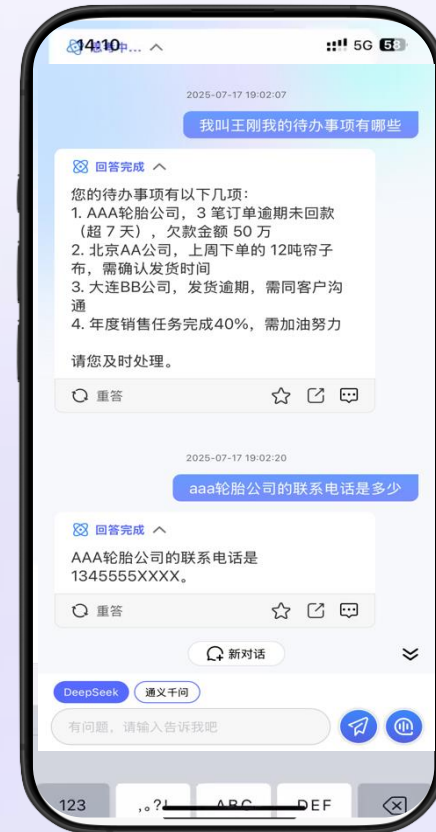 14:10
中... 
5G 58
2025-07-17 19:02:07
我叫王刚我的待办事项有哪些
回答完成
您的待办事项有以下几项：
1. AAA轮胎公司，3 笔订单逾期未回款
（超 7 天），欠款金额 50 万
2. 北京AA公司，上周下单的 12吨帘子
布，需确认发货时间
3. 大连BB公司，发货逾期，需同客户沟
通
4. 年度销售任务完成40%，需加油努力
请您及时处理。
重答
2025-07-17 19:02:20
aaa轮胎公司的联系电话是多少
回答完成
AAA轮胎公司的联系电话是
1345555XXXX。
重答
新对话
DeepSeek 通义千问
有问题，请输入告诉我吧
123 ,。?! ABC DEF